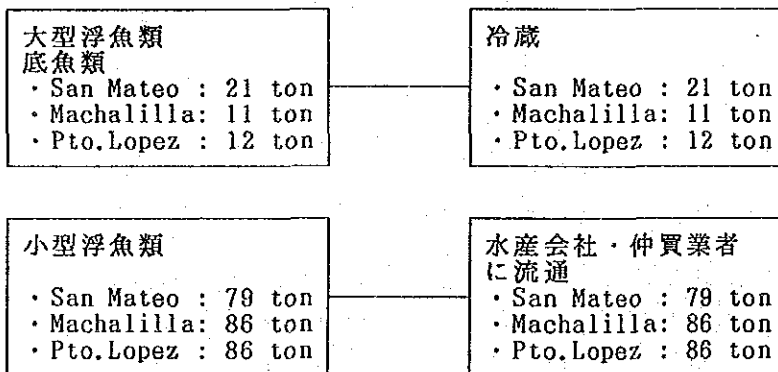 大型浮魚類
底魚類
・San Mateo : 21 ton
・Machalilla: 11 ton
・Pto.Lopez : 12 ton
冷蔵
・San Mateo : 21 ton
・Machalilla: 11 ton
・Pto.Lopez : 12 ton
小型浮魚類
・San Mateo : 79 ton
・Machalilla: 86 ton
・Pto.Lopez : 86 ton
水産会社・仲買業者
に流通
・San Mateo : 79 ton
・Machalilla: 86 ton
・Pto.Lopez : 86 ton